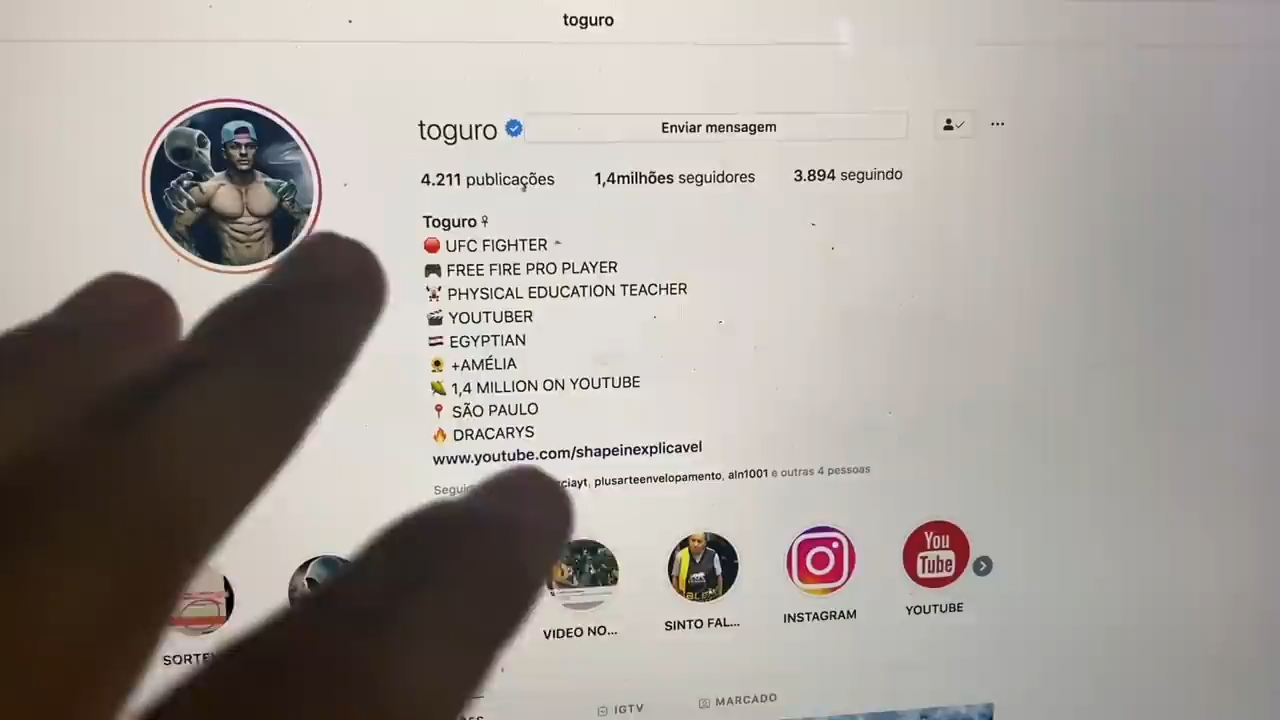 toguro
toguro Enviar mensagem
4.211 publicações 1,4milhões seguidores 3.894 seguindo
Toguro
UFC FIGHTER
FREE FIRE PRO PLAYER
PHYSICAL EDUCATION TEACHER
YOUTUBER
EGYPTIAN
+AMÉLIA
1,4 MILLION ON YOUTUBE
SÃO PAULO
DRACARYS
www.youtube.com/shapeinexplicavel
plusarteenvelopamento, aln1001 e outras 4 pessoas
You
Tube
VIDEO NO... SINTO FAL... INSTAGRAM YOUTUBE
IGTV MARCADO